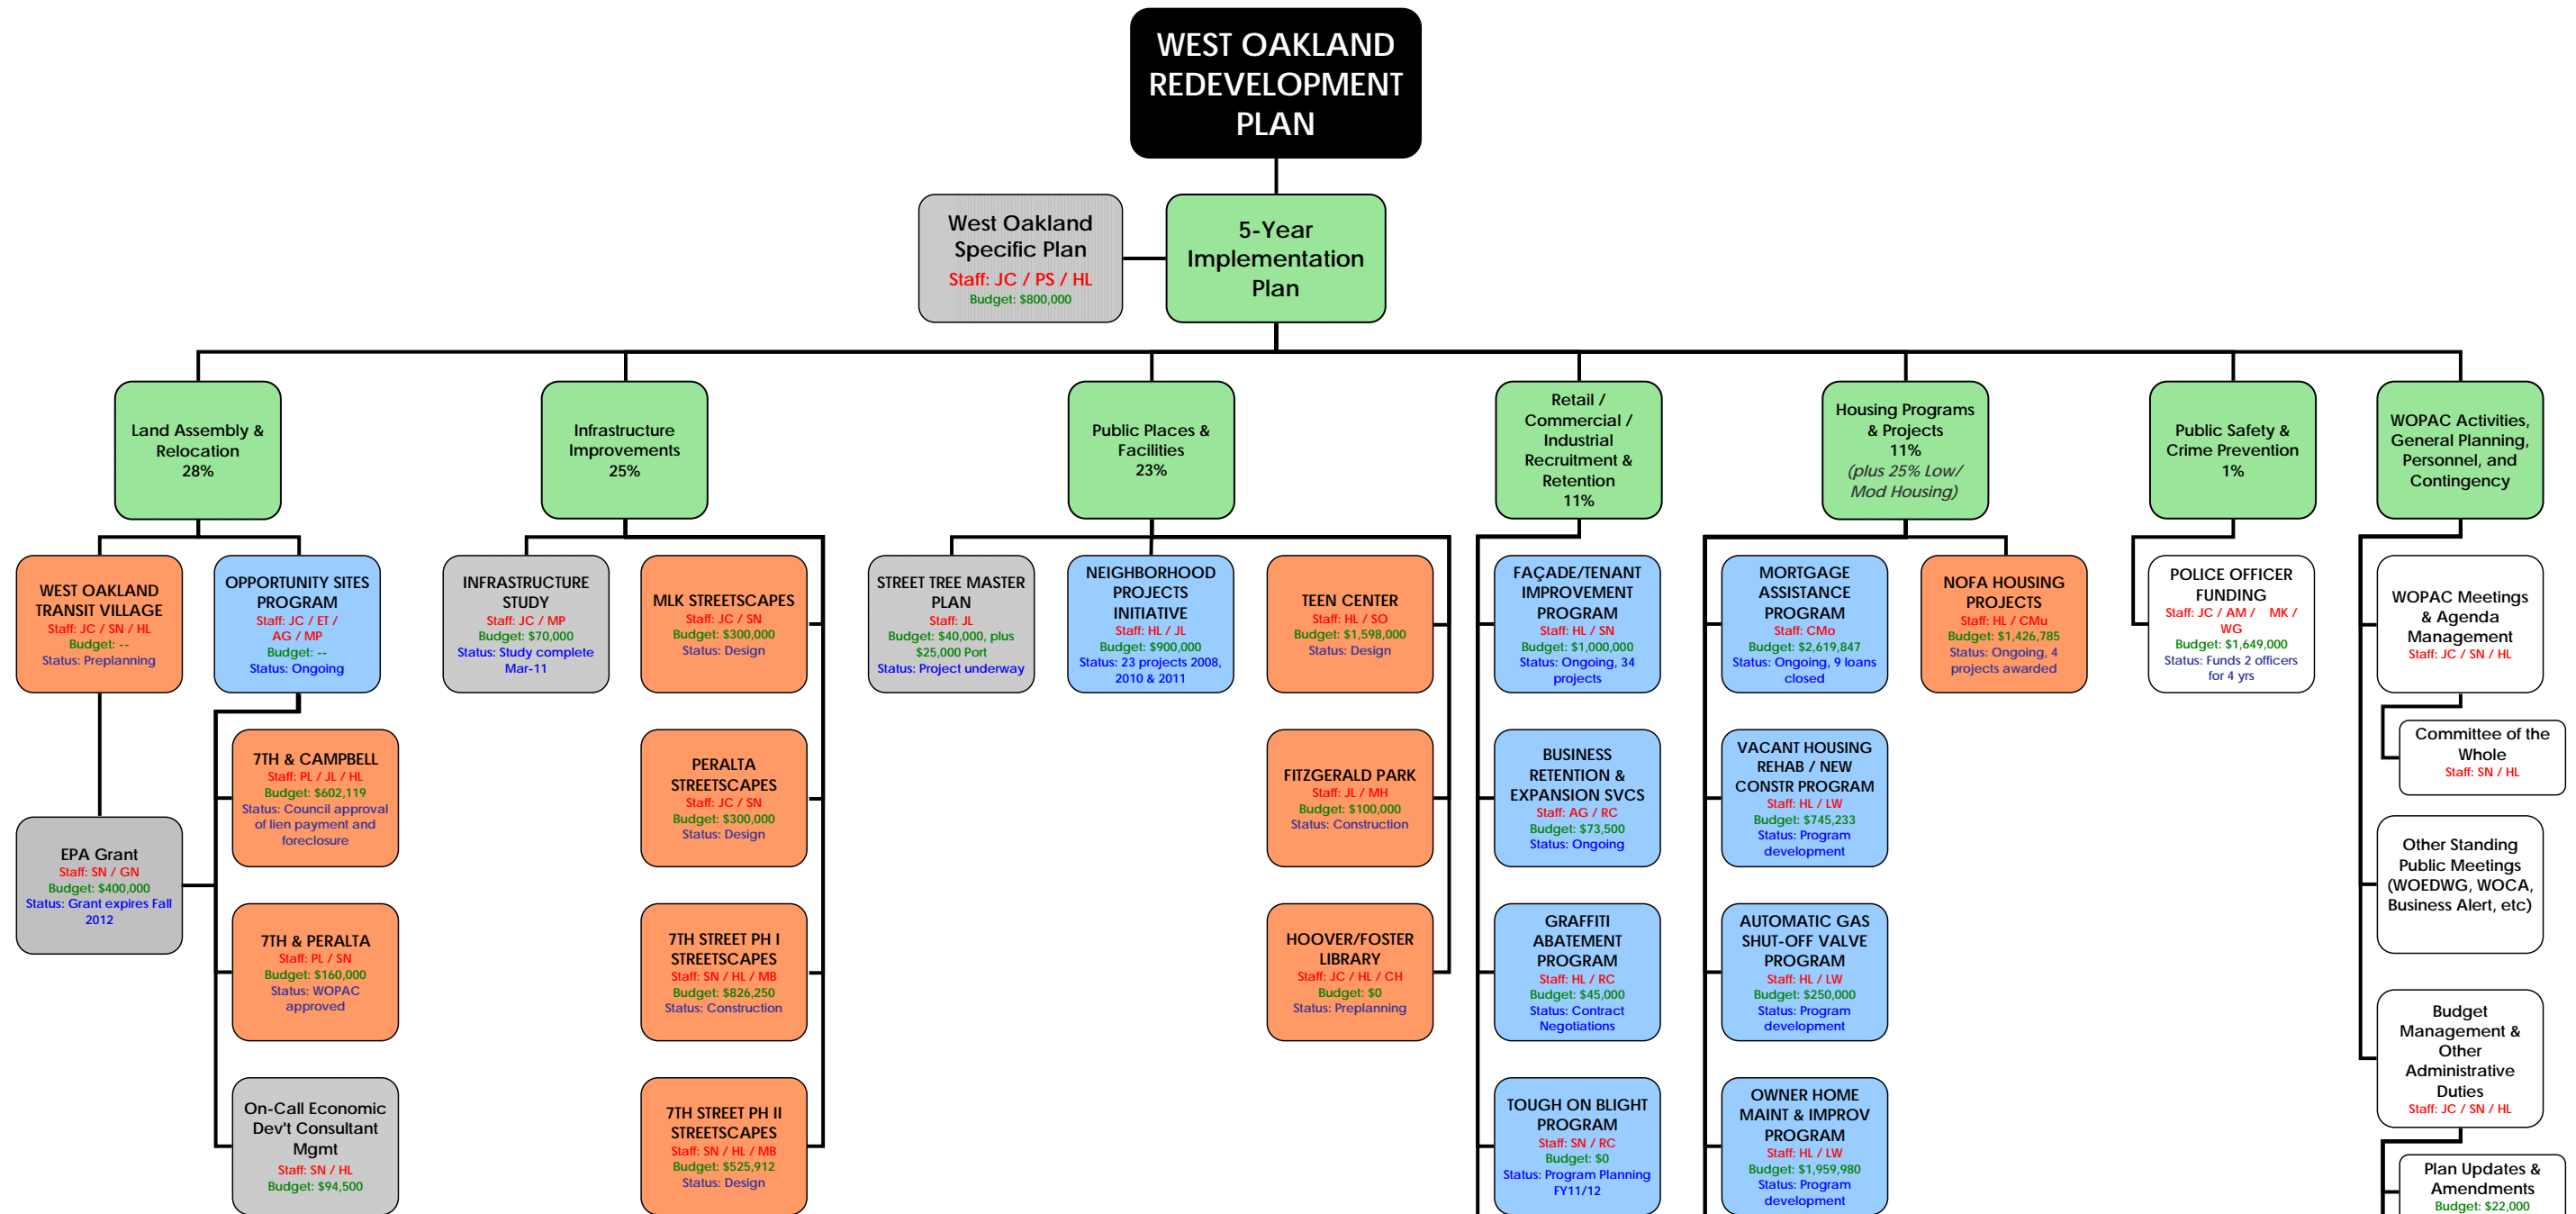 WEST OAKLAND
REDEVELOPMENT
PLAN
West Oakland
Specific Plan
Staff: JC / PS / HL
Budget: $800,000
5-Year
Implementation
Plan
Land Assembly &
Relocation
28%
Infrastructure
Improvements
25%
Public Places &
Facilities
23%
Retail /
Commercial /
Industrial
Recruitment &
Retention
11%
Housing Programs
& Projects
11%
(plus 25% Low/
Mod Housing)
Public Safety &
Crime Prevention
1%
WOPAC Activities,
General Planning,
Personnel, and
Contingency
WEST OAKLAND
TRANSIT VILLAGE
Staff: JC / SN / HL
Budget: --
Status: Preplanning
OPPORTUNITY SITES
PROGRAM
Staff: JC / ET /
AG / MP
Budget: --
Status: Ongoing
INFRASTRUCTURE
STUDY
Staff: JC / MP
Budget: $70,000
Status: Study complete
Mar-11
MLK STREETSCAPES
Staff: JC / SN
Budget: $300,000
Status: Design
STREET TREE MASTER
PLAN
Staff: JL
Budget: $40,000, plus
$25,000 Port
Status: Project underway
NEIGHBORHOOD
PROJECTS
INITIATIVE
Staff: HL / JL
Budget: $900,000
Status: 23 projects 2008,
2010 & 2011
TEEN CENTER
Staff: HL / SO
Budget: $1,598,000
Status: Design
FAÇADE/TENANT
IMPROVEMENT
PROGRAM
Staff: HL / SN
Budget: $1,000,000
Status: Ongoing, 34
projects
MORTGAGE
ASSISTANCE
PROGRAM
Staff: CMo
Budget: $2,619,847
Status: Ongoing, 9 loans
closed
NOFA HOUSING
PROJECTS
Staff: HL / CMu
Budget: $1,426,785
Status: Ongoing, 4
projects awarded
POLICE OFFICER
FUNDING
Staff: JC / AM / MK /
WG
Budget: $1,649,000
Status: Funds 2 officers
for 4 yrs
WOPAC Meetings
& Agenda
Management
Staff: JC / SN / HL
7TH & CAMPBELL
Staff: PL / JL / HL
Budget: $602,119
Status: Council approval
of lien payment and
foreclosure
PERALTA
STREETSCAPES
Staff: JC / SN
Budget: $300,000
Status: Design
FITZGERALD PARK
Staff: JL / MH
Budget: $100,000
Status: Construction
BUSINESS
RETENTION &
EXPANSION SVCS
Staff: AG / RC
Budget: $73,500
Status: Ongoing
VACANT HOUSING
REHAB / NEW
CONSTR PROGRAM
Staff: HL / LW
Budget: $745,233
Status: Program
development
Committee of the
Whole
Staff: SN / HL
EPA Grant
Staff: SN / GN
Budget: $400,000
Status: Grant expires Fall
2012
Other Standing
Public Meetings
(WOEDWG, WOCA,
Business Alert, etc)
7TH & PERALTA
Staff: PL / SN
Budget: $160,000
Status: WOPAC
approved
7TH STREET PH I
STREETSCAPES
Staff: SN / HL / MB
Budget: $826,250
Status: Construction
HOOVER/FOSTER
LIBRARY
Staff: JC / HL / CH
Budget: $0
Status: Preplanning
GRAFFITI
ABATEMENT
PROGRAM
Staff: HL / RC
Budget: $45,000
Status: Contract
Negotiations
AUTOMATIC GAS
SHUT-OFF VALVE
PROGRAM
Staff: HL / LW
Budget: $250,000
Status: Program
development
Budget
Management &
Other
Administrative
Duties
Staff: JC / SN / HL
On-Call Economic
Dev't Consultant
Mgmt
Staff: SN / HL
Budget: $94,500
7TH STREET PH II
STREETSCAPES
Staff: SN / HL / MB
Budget: $525,912
Status: Design
TOUGH ON BLIGHT
PROGRAM
Staff: SN / RC
Budget: $0
Status: Program Planning
FY11/12
OWNER HOME
MAINT & IMPROV
PROGRAM
Staff: HL / LW
Budget: $1,959,980
Status: Program
development
Plan Updates &
Amendments
Budget: $22,000